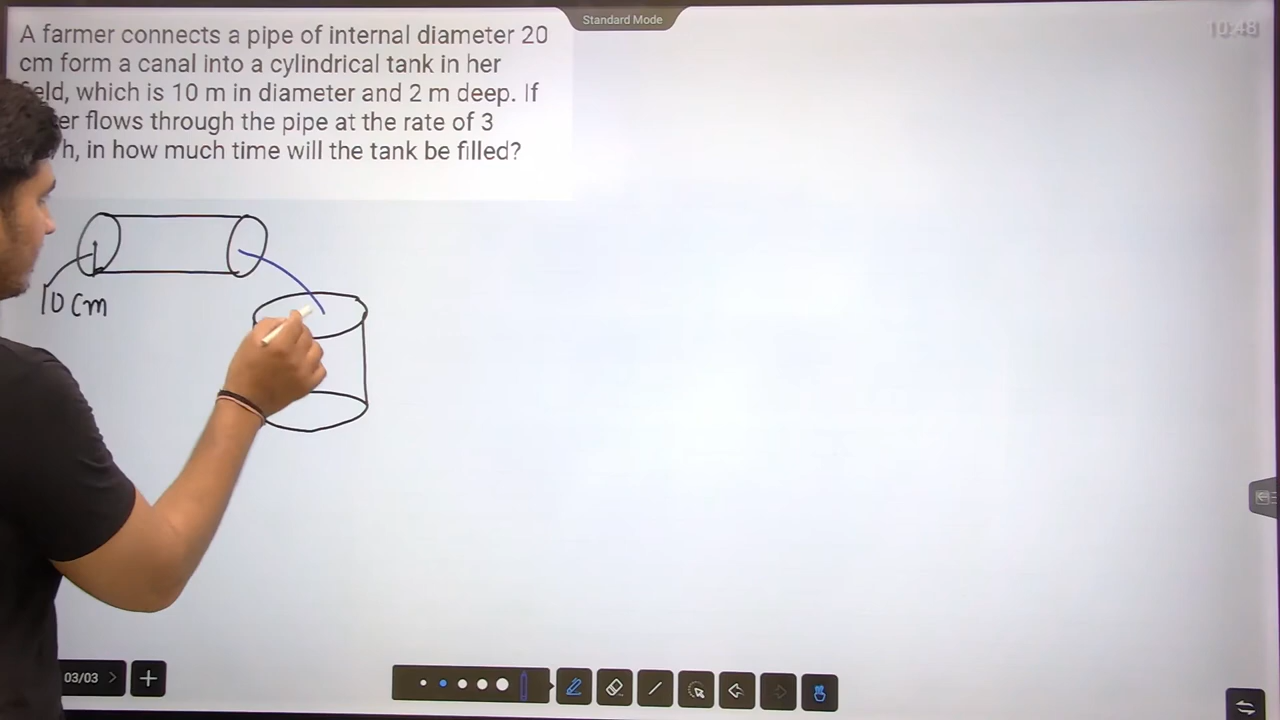 Standard Mode
10:48
A farmer connects a pipe of internal diameter 20
cm form a canal into a cylindrical tank in her
which is 10 m in diameter and 2 m deep. If
flows through the pipe at the rate of 3
h, in how much time will the tank be filled?
10 cm
03/03